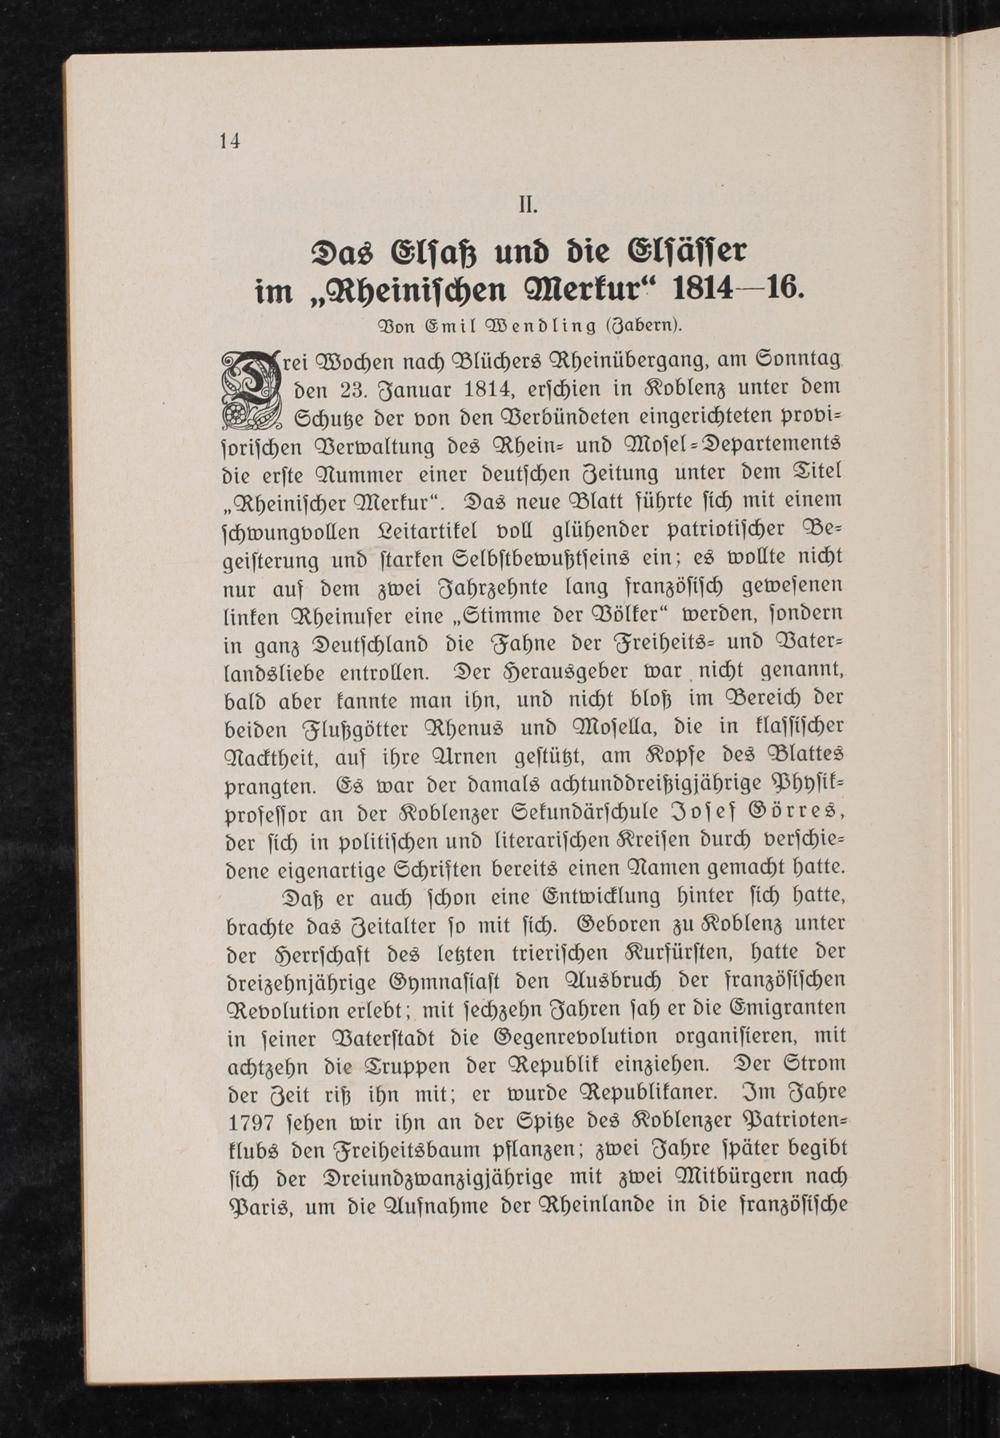 14
II.
Das Elsaß und die Elsässer
im „Rheinischen Merkur“ 1814—16.
Von Emil Wendling (Zabern).
Drei Wochen nach Blüchers Rheinübergang, am Sonntag
den 23. Januar 1814, erschien in Koblenz unter dem
Schutze der von den Verbündeten eingerichteten provi-
sorischen Verwaltung des Rhein- und Mosel-Departements
die erste Nummer einer deutschen Zeitung unter dem Titel
„Rheinischer Merkur“. Das neue Blatt führte sich mit einem
schwungvollen Leitartikel voll glühender patriotischer Be-
geisterung und starken Selbstbewußtseins ein; es wollte nicht
nur auf dem zwei Jahrzehnte lang französisch gewesenen
linken Rheinufer eine „Stimme der Völker“ werden, sondern
in ganz Deutschland die Fahne der Freiheits- und Vater-
landsliebe entrollen. Der Herausgeber war nicht genannt,
bald aber kannte man ihn, und nicht bloß im Bereich der
beiden Flußgötter Rhenus und Mosella, die in klassischer
Nacktheit, auf ihre Urnen gestützt, am Kopfe des Blattes
prangten. Es war der damals achtunddreißigjährige Physik-
professor an der Koblenzer Sekundärschule Josef Görres,
der sich in politischen und literarischen Kreisen durch verschie-
dene eigenartige Schriften bereits einen Namen gemacht hatte.
Daß er auch schon eine Entwicklung hinter sich hatte,
brachte das Zeitalter so mit sich. Geboren zu Koblenz unter
der Herrschaft des letzten trierischen Kurfürsten, hatte der
dreizehnjährige Gymnasiast den Ausbruch der französischen
Revolution erlebt; mit sechzehn Jahren sah er die Emigranten
in seiner Vaterstadt die Gegenrevolution organisieren, mit
achtzehn die Truppen der Republik einziehen. Der Strom
der Zeit riß ihn mit; er wurde Republikaner. Im Jahre
1797 sehen wir ihn an der Spitze des Koblenzer Patrioten-
klubs den Freiheitsbaum pflanzen; zwei Jahre später begibt
sich der Dreiundzwanzigjährige mit zwei Mitbürgern nach
Paris, um die Aufnahme der Rheinlande in die französische